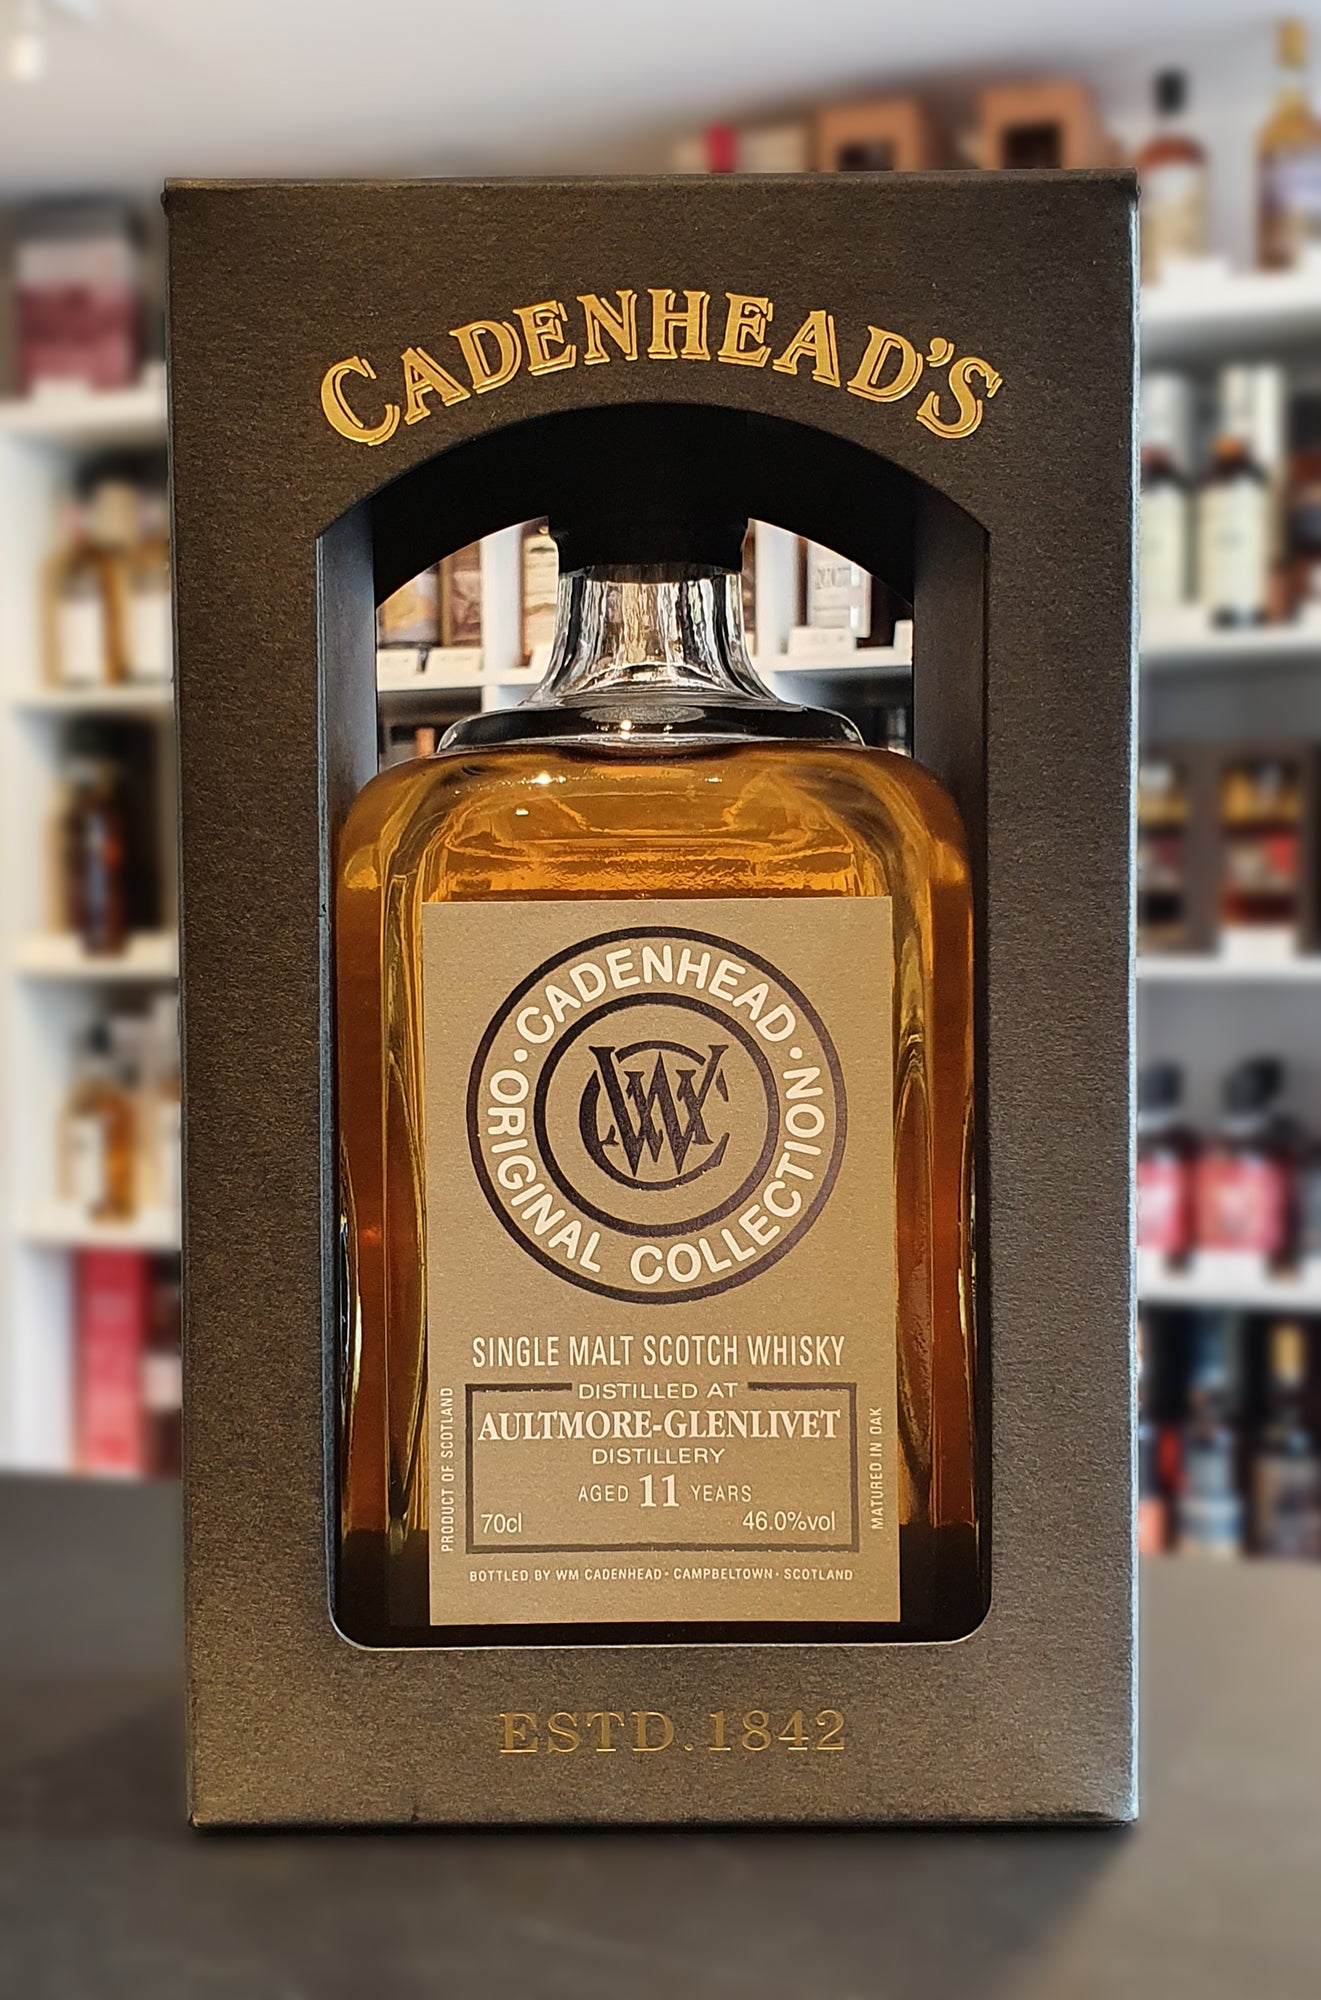 CADENHEAD'S
· CADENHEAD ·
ORIGINAL COLLECTION
WC
SINGLE MALT SCOTCH WHISKY
DISTILLED AT
AULTMORE-GLENLIVET
DISTILLERY
AGED 11 YEARS
70cl 46.0%vol
PRODUCT OF SCOTLAND
MATURED IN OAK
BOTTLED BY WM CADENHEAD · CAMPBELTOWN · SCOTLAND
ESTD. 1842